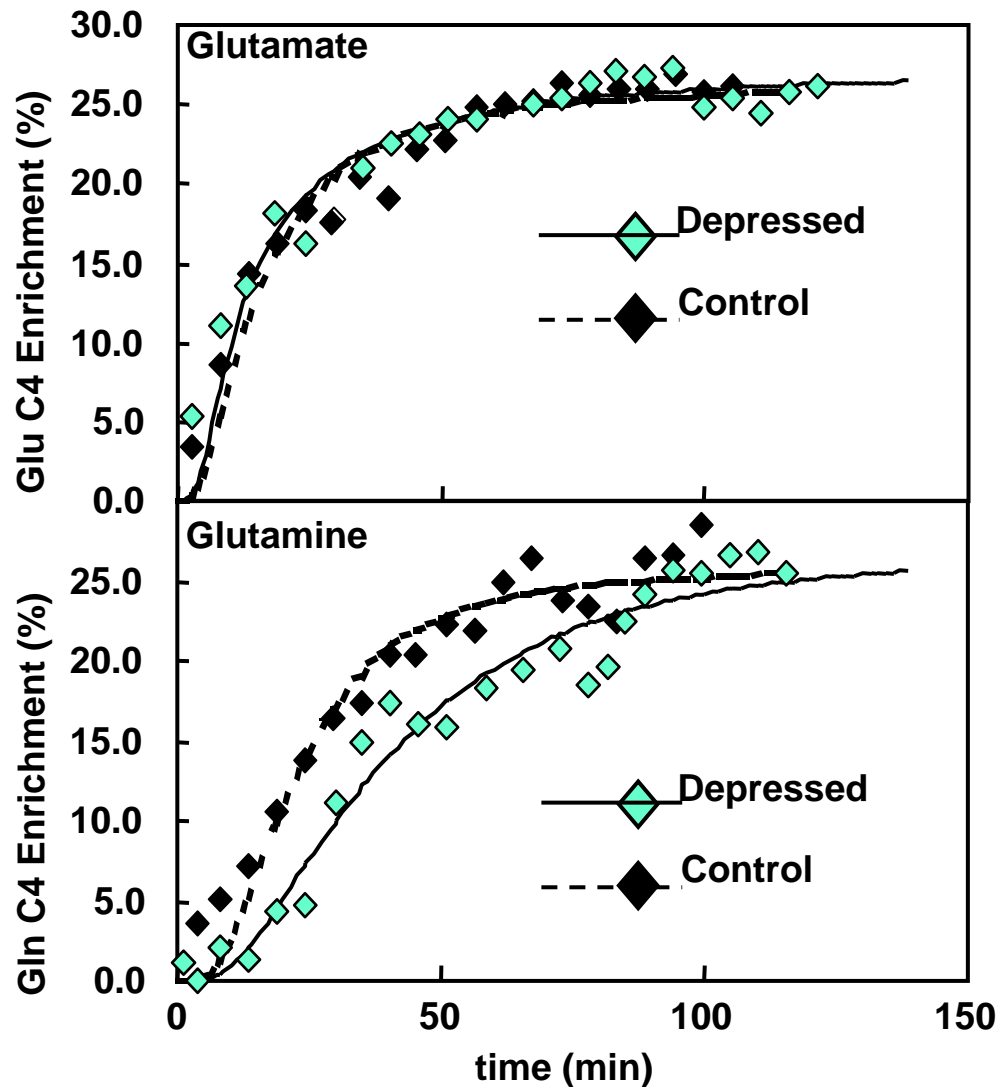 30.0
Glutamate
25.0
20.0
15.0
10.0
5.0
0.0
Glu C4 Enrichment (%)
Depressed
Control
Glutamine
25.0
20.0
15.0
10.0
5.0
0.0
Gln C4 Enrichment (%)
Depressed
Control
0 50 100 150
time (min)